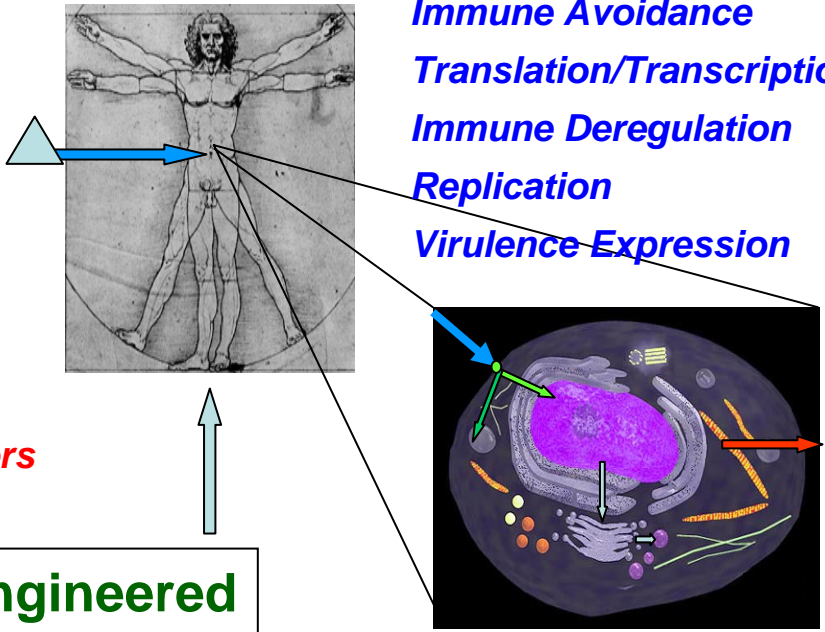 Immune Avoidance
Translation/Transcriptio
Immune Deregulation
Replication
Virulence Expression
rs
ngineered